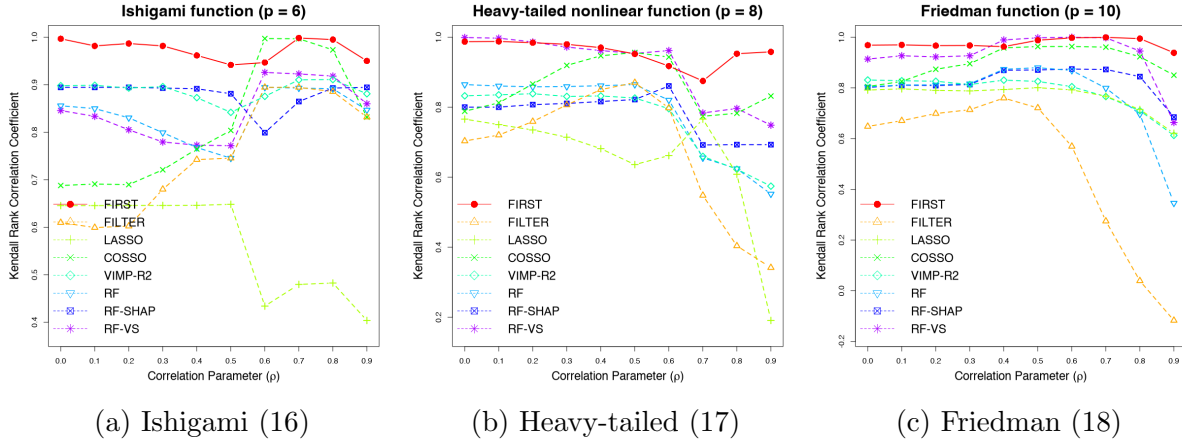 Ishigami function (p = 6)
Kendall Rank Correlation Coefficient
1.0
0.9
0.8
0.7
0.6
0.5
0.4
FIRST
FILTER
LASSO
COSSO
VIMP-R2
RF
RF-SHAP
RF-VS
0.0 0.1 0.2 0.3 0.4 0.5 0.6 0.7 0.8 0.9
Correlation Parameter (ρ)
(a) Ishigami (16)
Heavy-tailed nonlinear function (p = 8)
Kendall Rank Correlation Coefficient
1.0
0.8
0.6
0.4
0.2
FIRST
FILTER
LASSO
COSSO
VIMP-R2
RF
RF-SHAP
RF-VS
0.0 0.1 0.2 0.3 0.4 0.5 0.6 0.7 0.8 0.9
Correlation Parameter (ρ)
(b) Heavy-tailed (17)
Friedman function (p = 10)
Kendall Rank Correlation Coefficient
1.0
0.8
0.6
0.4
0.2
0.0
-0.2
FIRST
FILTER
LASSO
COSSO
VIMP-R2
RF
RF-SHAP
RF-VS
0.0 0.1 0.2 0.3 0.4 0.5 0.6 0.7 0.8 0.9
Correlation Parameter (ρ)
(c) Friedman (18)